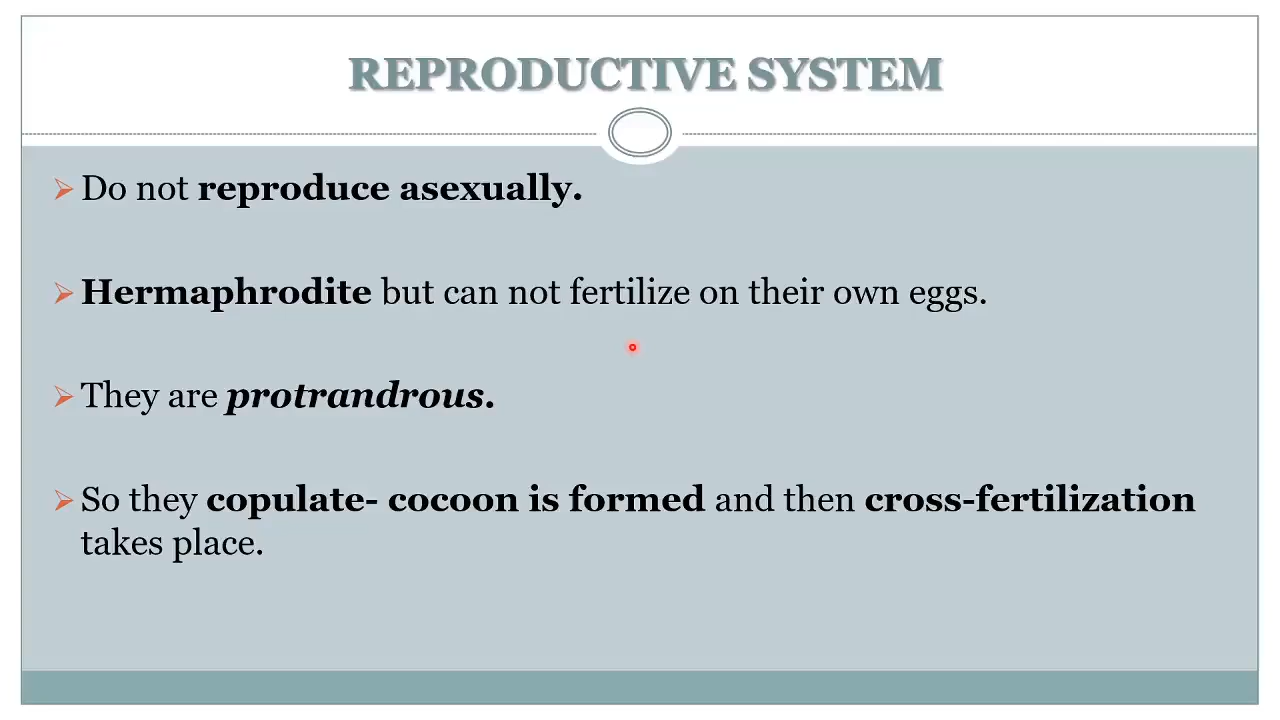 REPRODUCTIVE SYSTEM
Do not reproduce asexually.
Hermaphrodite but can not fertilize on their own eggs.
They are protrandrous.
So they copulate- cocoon is formed and then cross-fertilization
takes place.